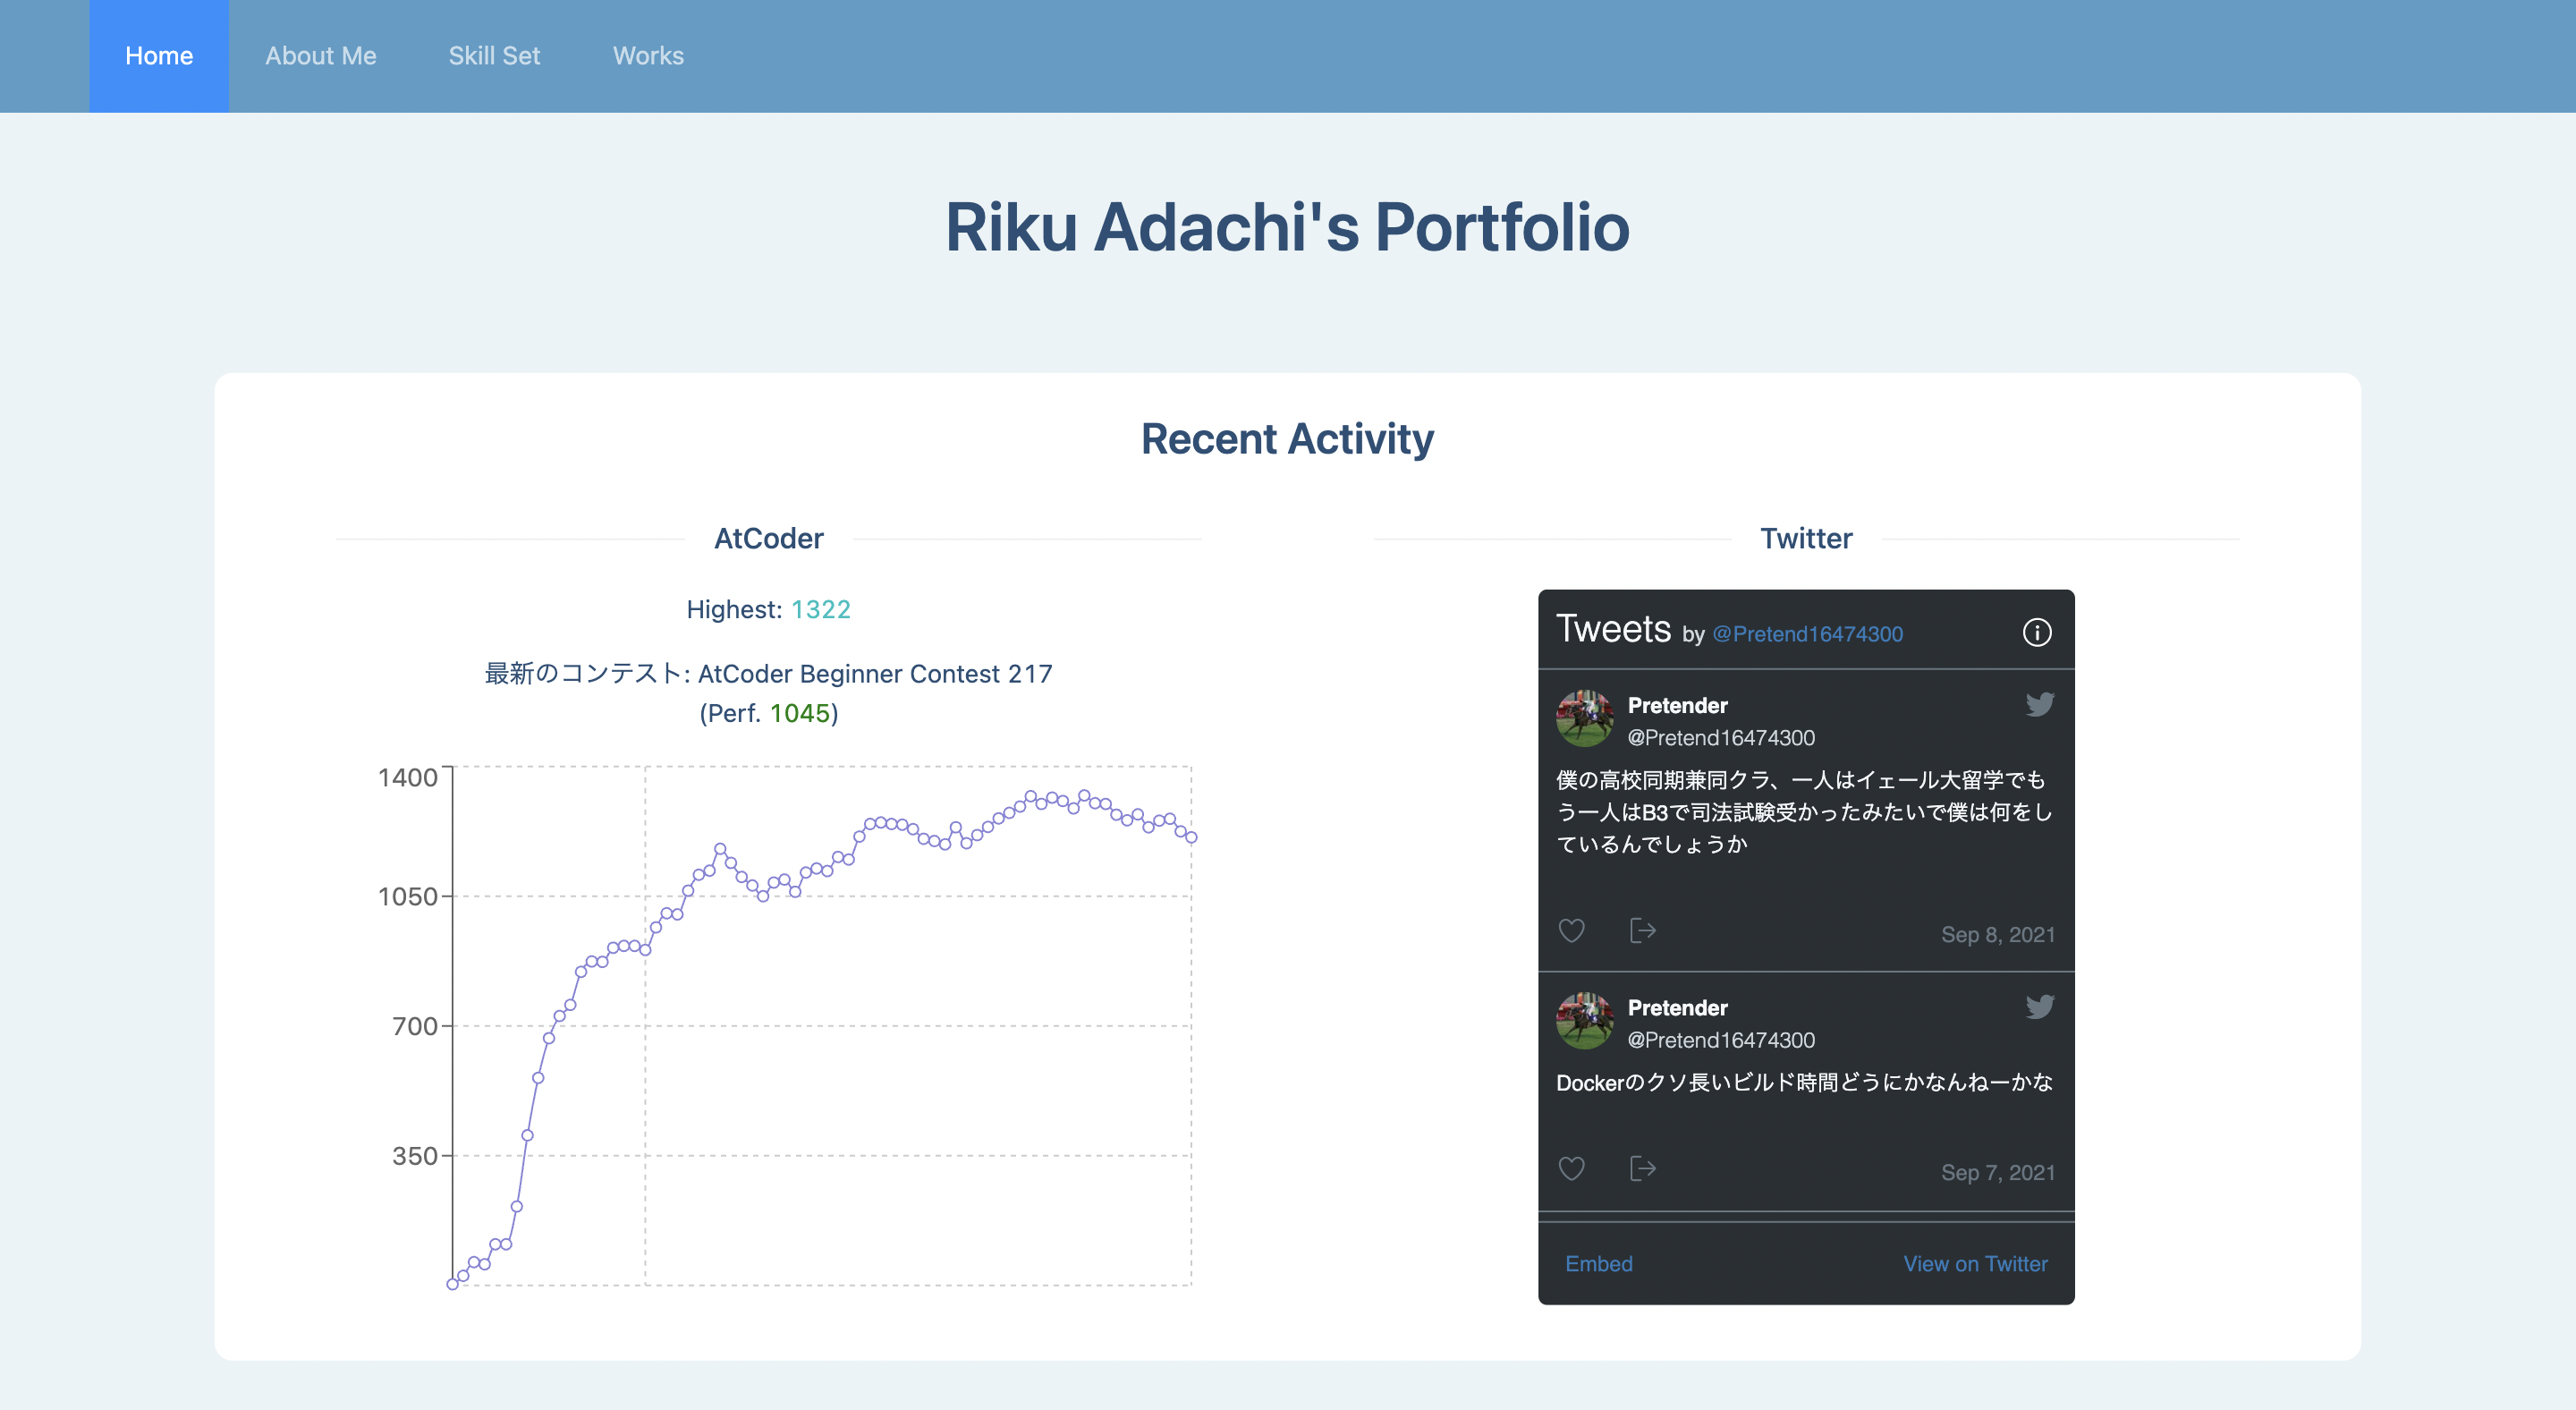 Home
About Me
Skill Set
Works
Riku Adachi's Portfolio
Recent Activity
AtCoder
Highest: 1322
最新のコンテスト: AtCoder Beginner Contest 217
(Perf. 1045)
1400
1050
700
350
Twitter
Tweets by @Pretend16474300
Pretender
@Pretend16474300
僕の高校同期兼同クラ、一人はイェール大留学でも
う一人はB3で司法試験受かったみたいで僕は何をし
ているんでしょうか
Sep 8, 2021
Pretender
@Pretend16474300
Dockerのクソ長いビルド時間どうにかなんねーかな
Sep 7, 2021
Embed
View on Twitter